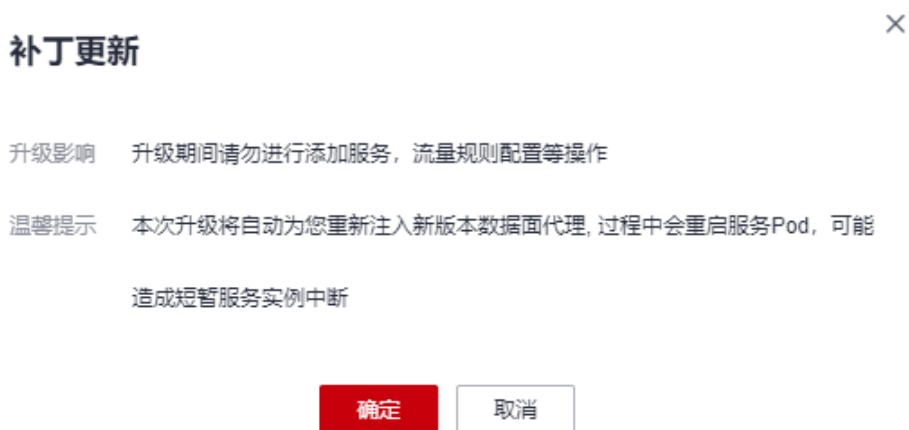 补丁更新
升级影响 升级期间请勿进行添加服务，流量规则配置等操作
温馨提示 本次升级将自动为您重新注入新版本数据面代理, 过程中会重启服务Pod，可能
造成短暂服务实例中断
确定 取消